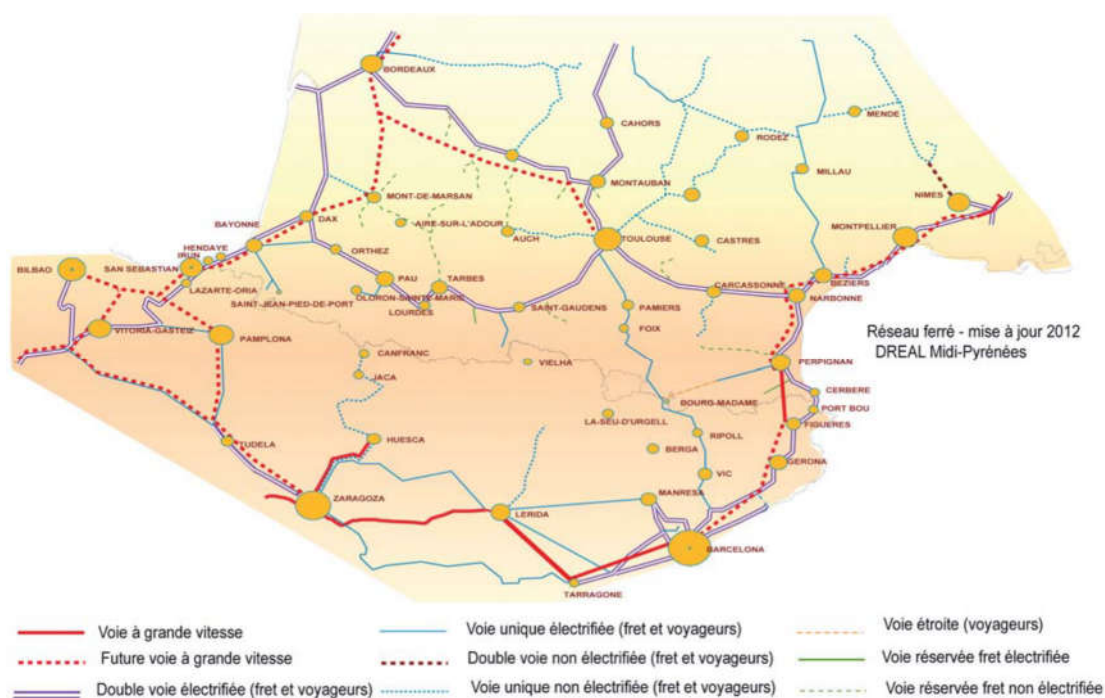 BORDEAUX
CAHORS
RODEZ
MENDE
MONTAUBAN
MILLAU
NIMES
MONT-DE-MARSAN
BAYONNE
DAX
AIRE-SUR-L'ADOUR
AUCH
TOULOUSE
CASTRES
MONTPELLIER
HENDAYE
IRUN
ORTHEZ
BILBAO
SAN SEBASTIAN
PAU
TARBES
CARCASSONNE
BEZIERS
LAZARTE-ORIA
SAINT-JEAN-PIED-DE-PORT
OLORON-SAINTE-MARIE
LOURDES
SAINT-GAUDENS
PAMIERS
NARBONNE
VITORIA-GASTEIZ
PAMPLONA
FOIX
Réseau ferré - mise à jour 2012
DREAL Midi-Pyrénées
CANFRANC
VIELHA
PERPIGNAN
JACA
BOURG-MADAME
CERBERE
PORT BOU
LA-SEU-D'URGELL
FIGUERES
TUDELA
HUESCA
RIPOLL
BERGA
GERONA
VIC
ZARAGOZA
MANRESA
LERIDA
BARCELONA
TARRAGONE
Voie à grande vitesse
Voie unique électrifiée (fret et voyageurs)
Voie étroite (voyageurs)
Future voie à grande vitesse
Double voie non électrifiée (fret et voyageurs)
Voie réservée fret électrifiée
Double voie électrifiée (fret et voyageurs)
Voie unique non électrifiée (fret et voyageurs)
Voie réservée fret non électrifiée